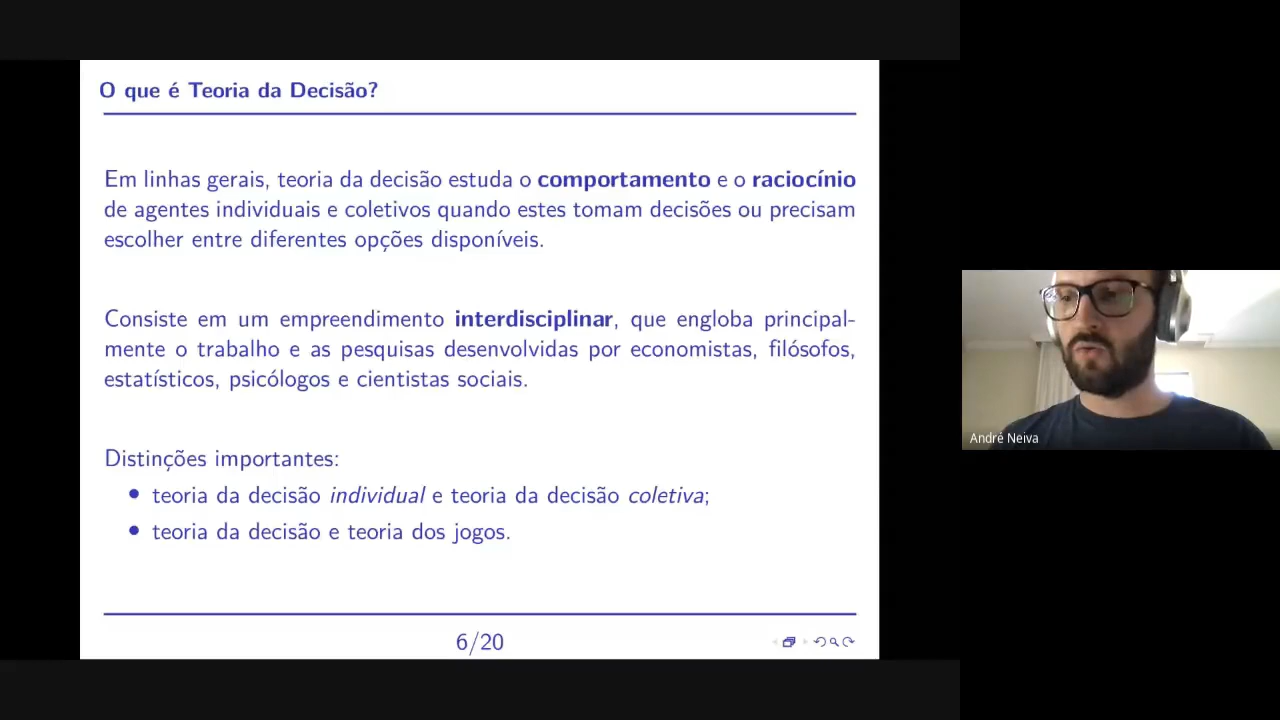 O que é Teoria da Decisão?
Em linhas gerais, teoria da decisão estuda o comportamento e o raciocínio
de agentes individuais e coletivos quando estes tomam decisões ou precisam
escolher entre diferentes opções disponíveis.
Consiste em um empreendimento interdisciplinar, que engloba principal-
mente o trabalho e as pesquisas desenvolvidas por economistas, filósofos,
estatísticos, psicólogos e cientistas sociais.
Distinções importantes:
• teoria da decisão individual e teoria da decisão coletiva;
• teoria da decisão e teoria dos jogos.
6/20
André Neiva